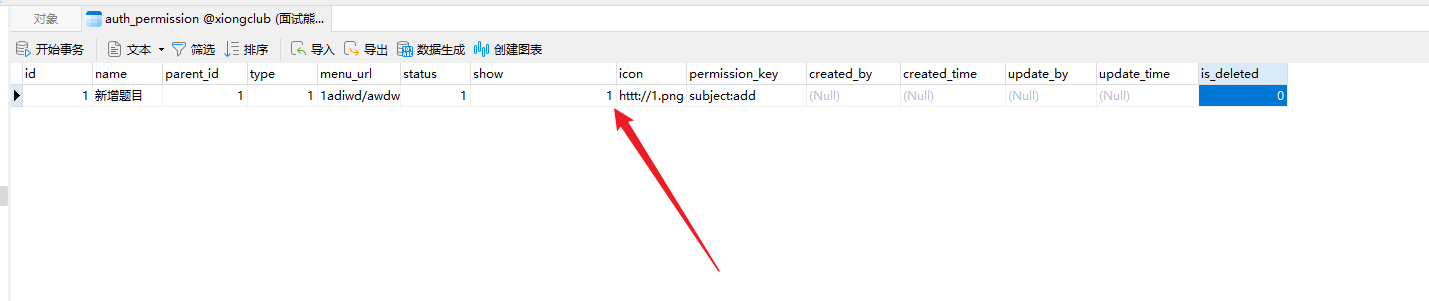 对象 auth_permission @xiongclub (面试熊...
开始事务 文本 筛选 排序 导入 导出 数据生成 创建图表
id name parent_id type menu_url status show icon permission_key created_by created_time update_by update_time is_deleted
1 新增题目 1 1 1adiwd/awdw 1 1 httt://1.png subject:add (Null) (Null) (Null) (Null) 0